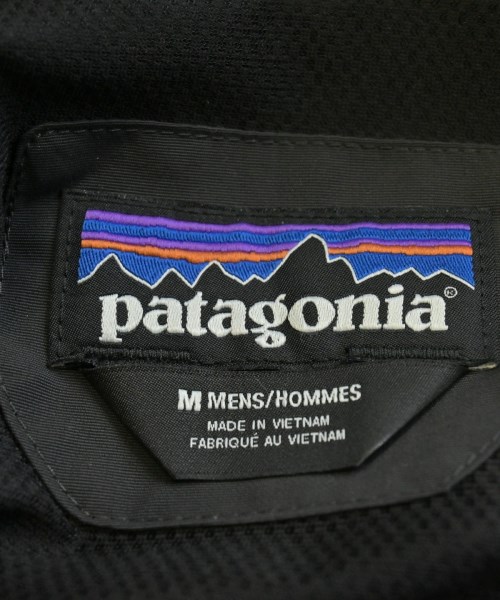 patagonia®
M MENS/HOMMES
MADE IN VIETNAM
FABRIQUÉ AU VIETNAM